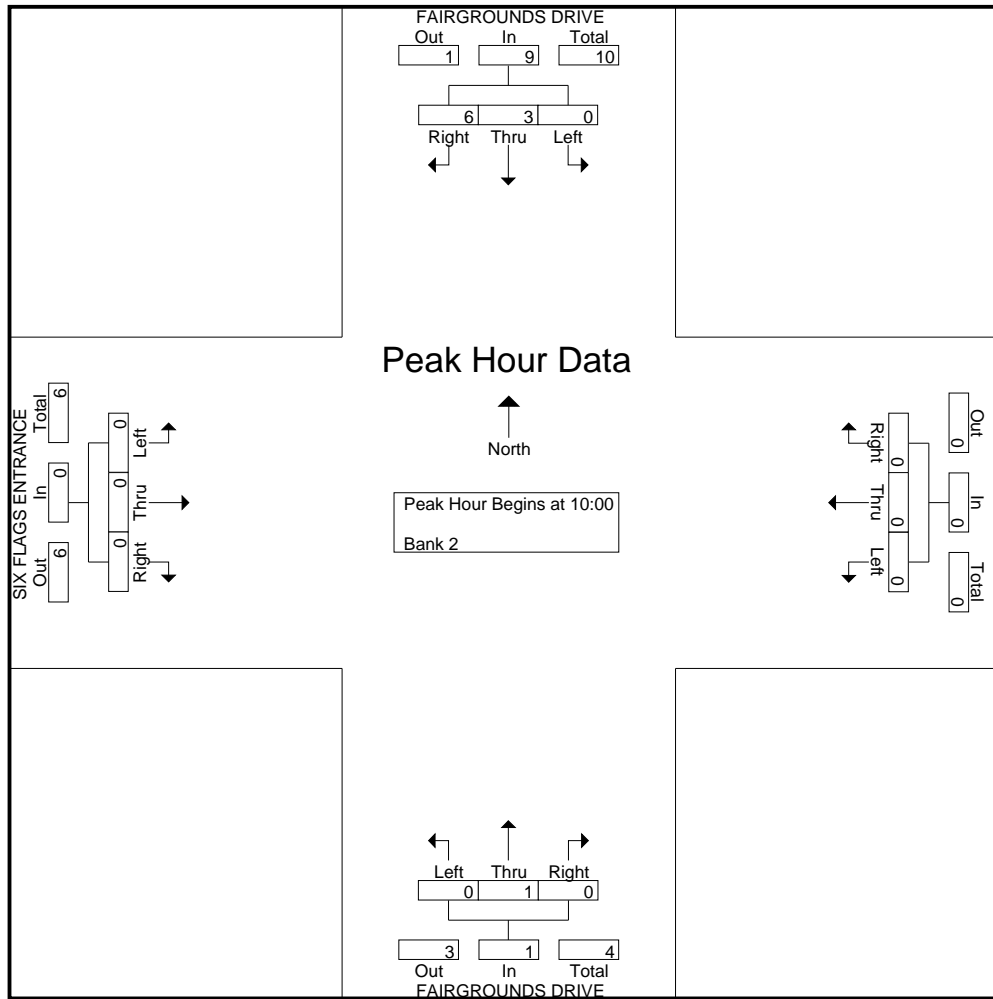 FAIRGROUNDS DRIVE
Out In Total
1 9 10
6 3 0
Right Thru Left
Peak Hour Data
North
Peak Hour Begins at 10:00
Bank 2
SIX FLAGS ENTRANCE
Out In Total
6 0 6
0 0 0
Right Thru Left
Right Thru Left
0 0 0
Out In Total
0 0 0
Left Thru Right
0 1 0
3 1 4
Out In Total
FAIRGROUNDS DRIVE